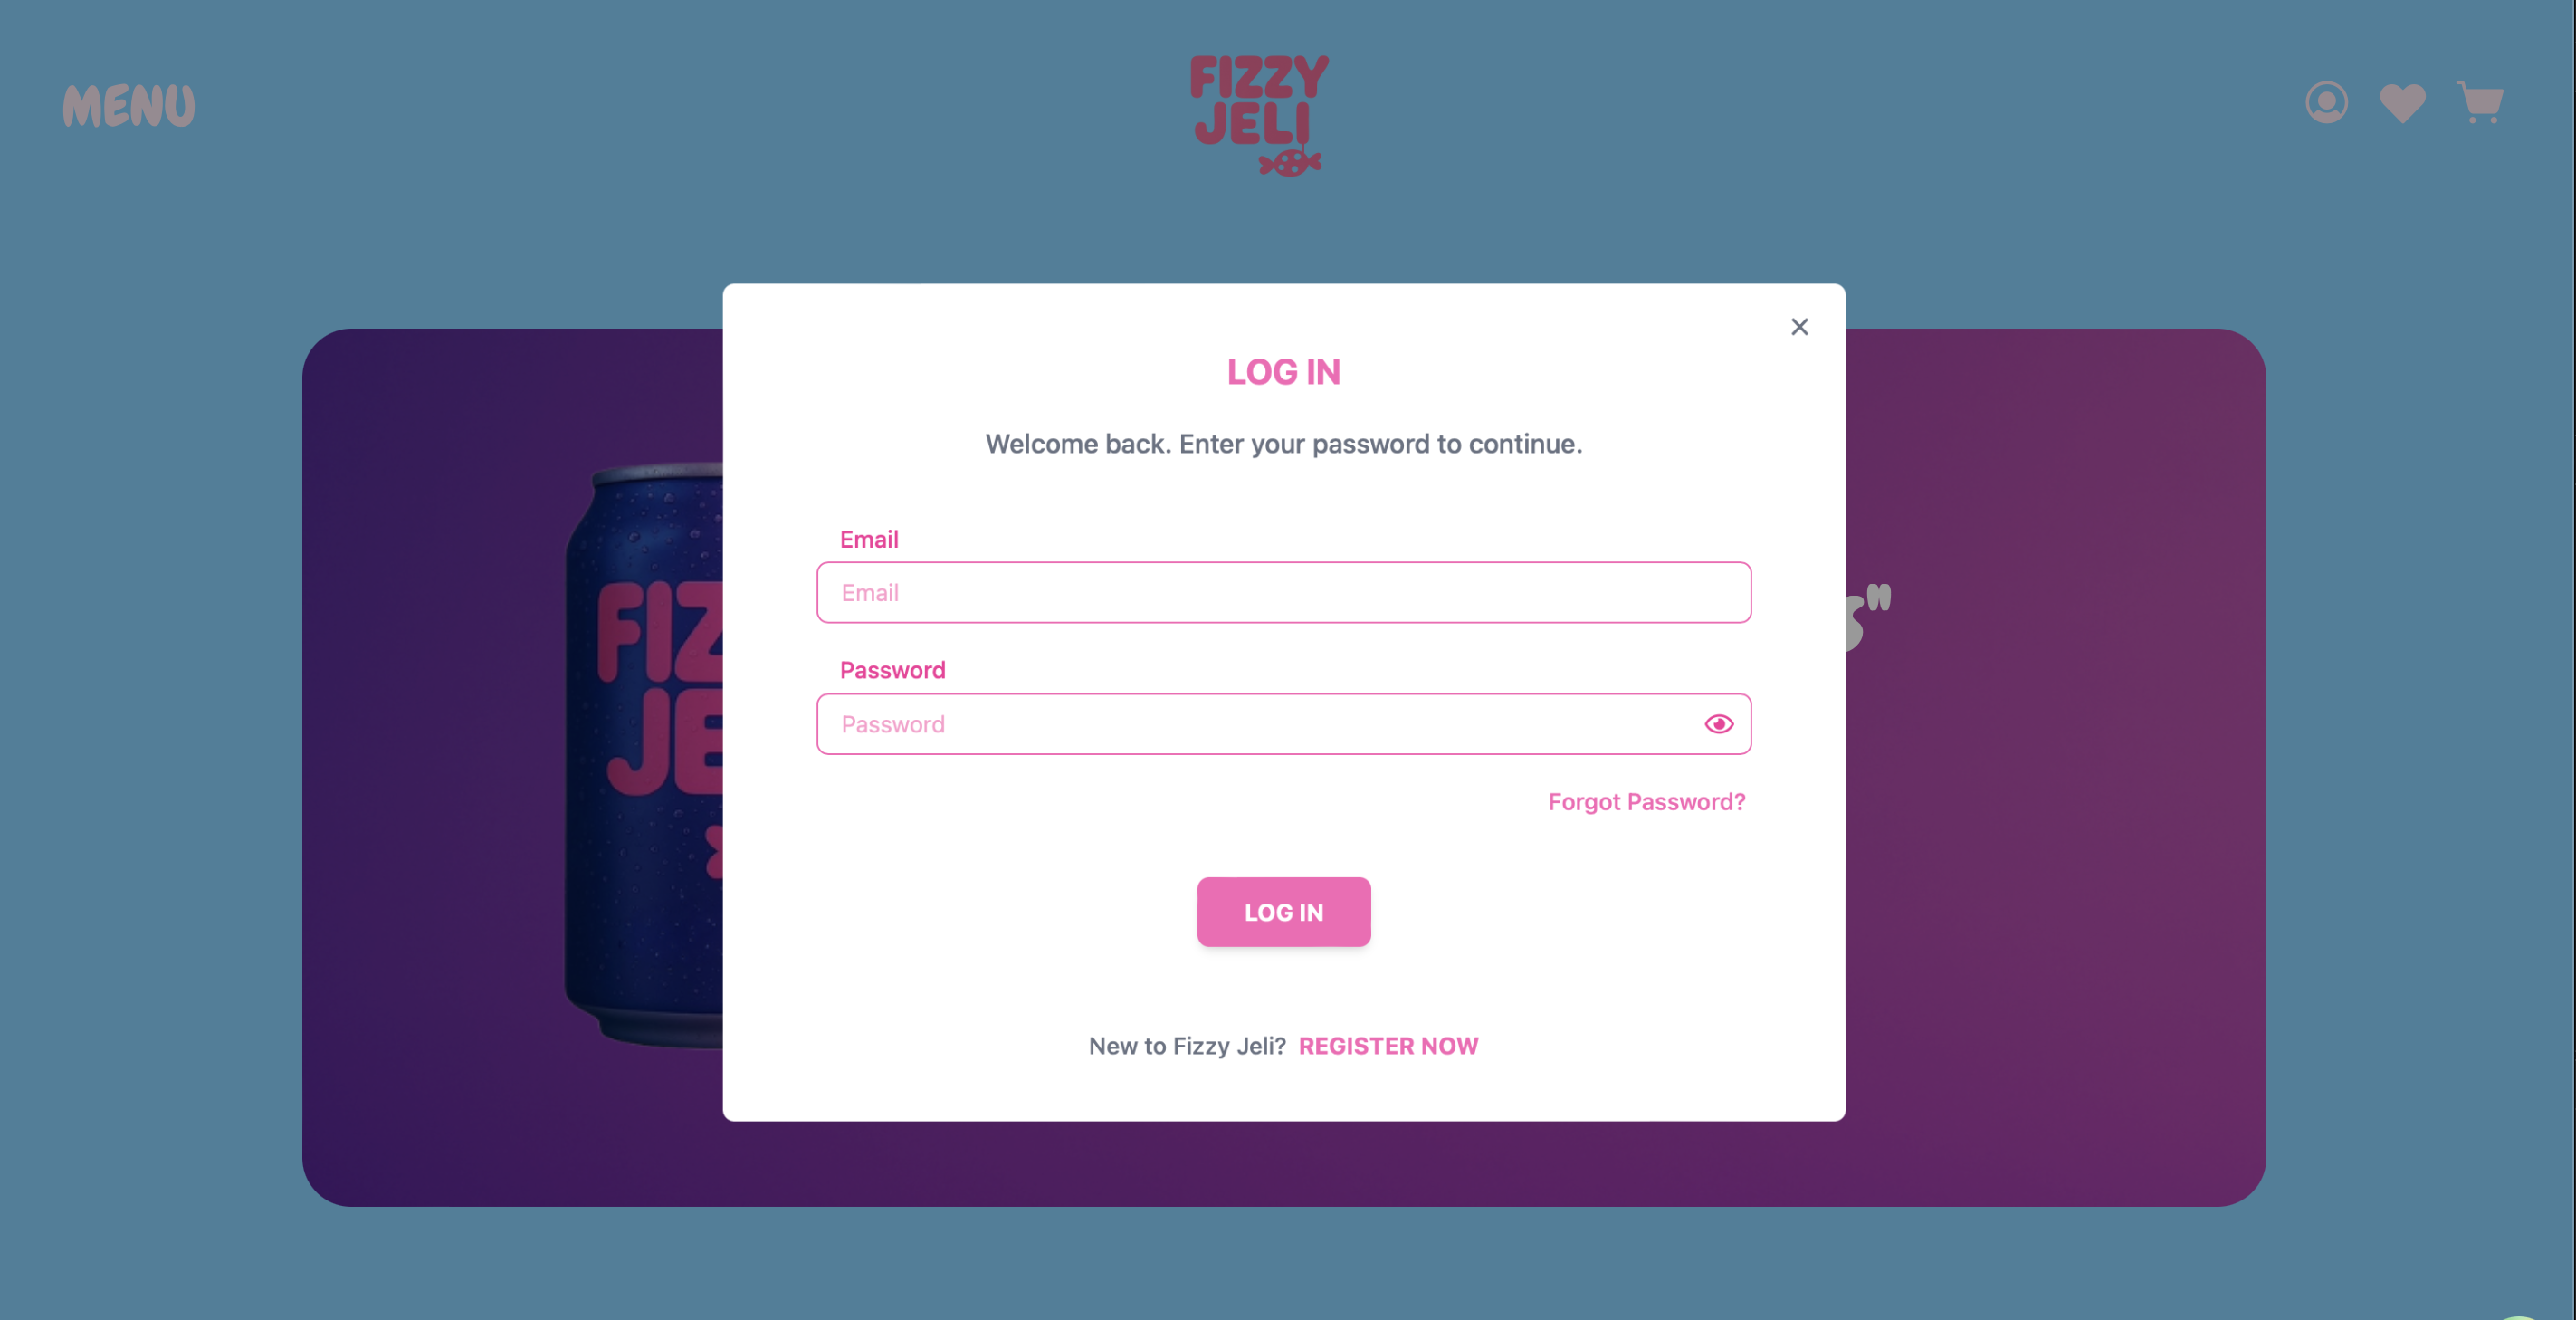 MENU
FIZZY
JELI
LOG IN
Welcome back. Enter your password to continue.
Email
Email
Password
Password
Forgot Password?
LOG IN
New to Fizzy Jeli? REGISTER NOW